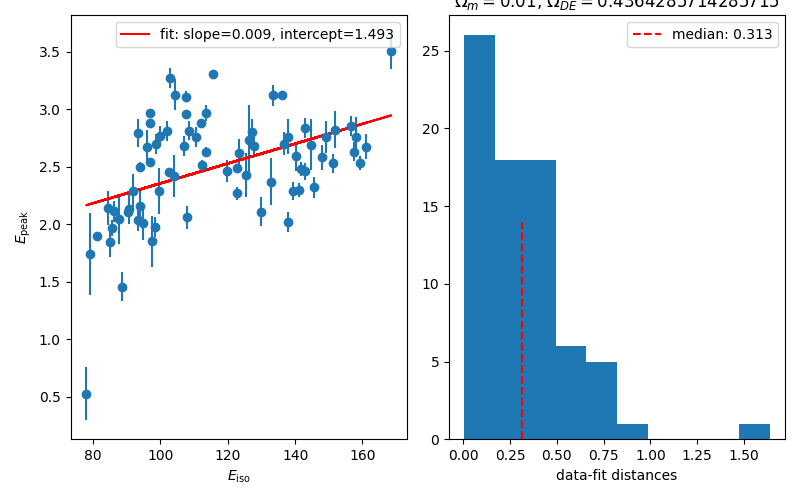 Ω_m = 0.01, Ω_DE = 0.4364285714285715
fit: slope=0.009, intercept=1.493
median: 0.313
3.5
3.0
2.5
2.0
1.5
1.0
0.5
E_peak
80 100 120 140 160
E_iso
25
20
15
10
5
0
0.00 0.25 0.50 0.75 1.00 1.25 1.50
data-fit distances